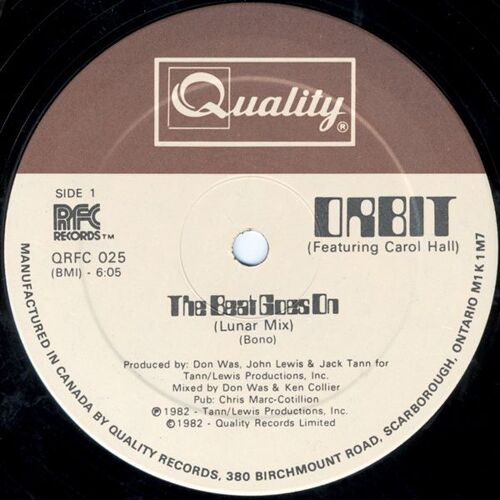 Quality®
SIDE 1
RFC
RECORDS™
QRFC 025
(BMI) - 6:05
ORBIT
(Featuring Carol Hall)
The Beat Goes On
(Lunar Mix)
(Bono)
Produced by: Don Was, John Lewis & Jack Tann for
Tann/Lewis Productions, Inc.
Mixed by Don Was & Ken Collier
Pub: Chris Marc-Cotillion
℗1982 - Tann/Lewis Productions, Inc.
©1982 - Quality Records Limited
MANUFACTURED IN CANADA BY QUALITY RECORDS, 380 BIRCHMOUNT ROAD, SCARBOROUGH, ONTARIO M1K 1M7